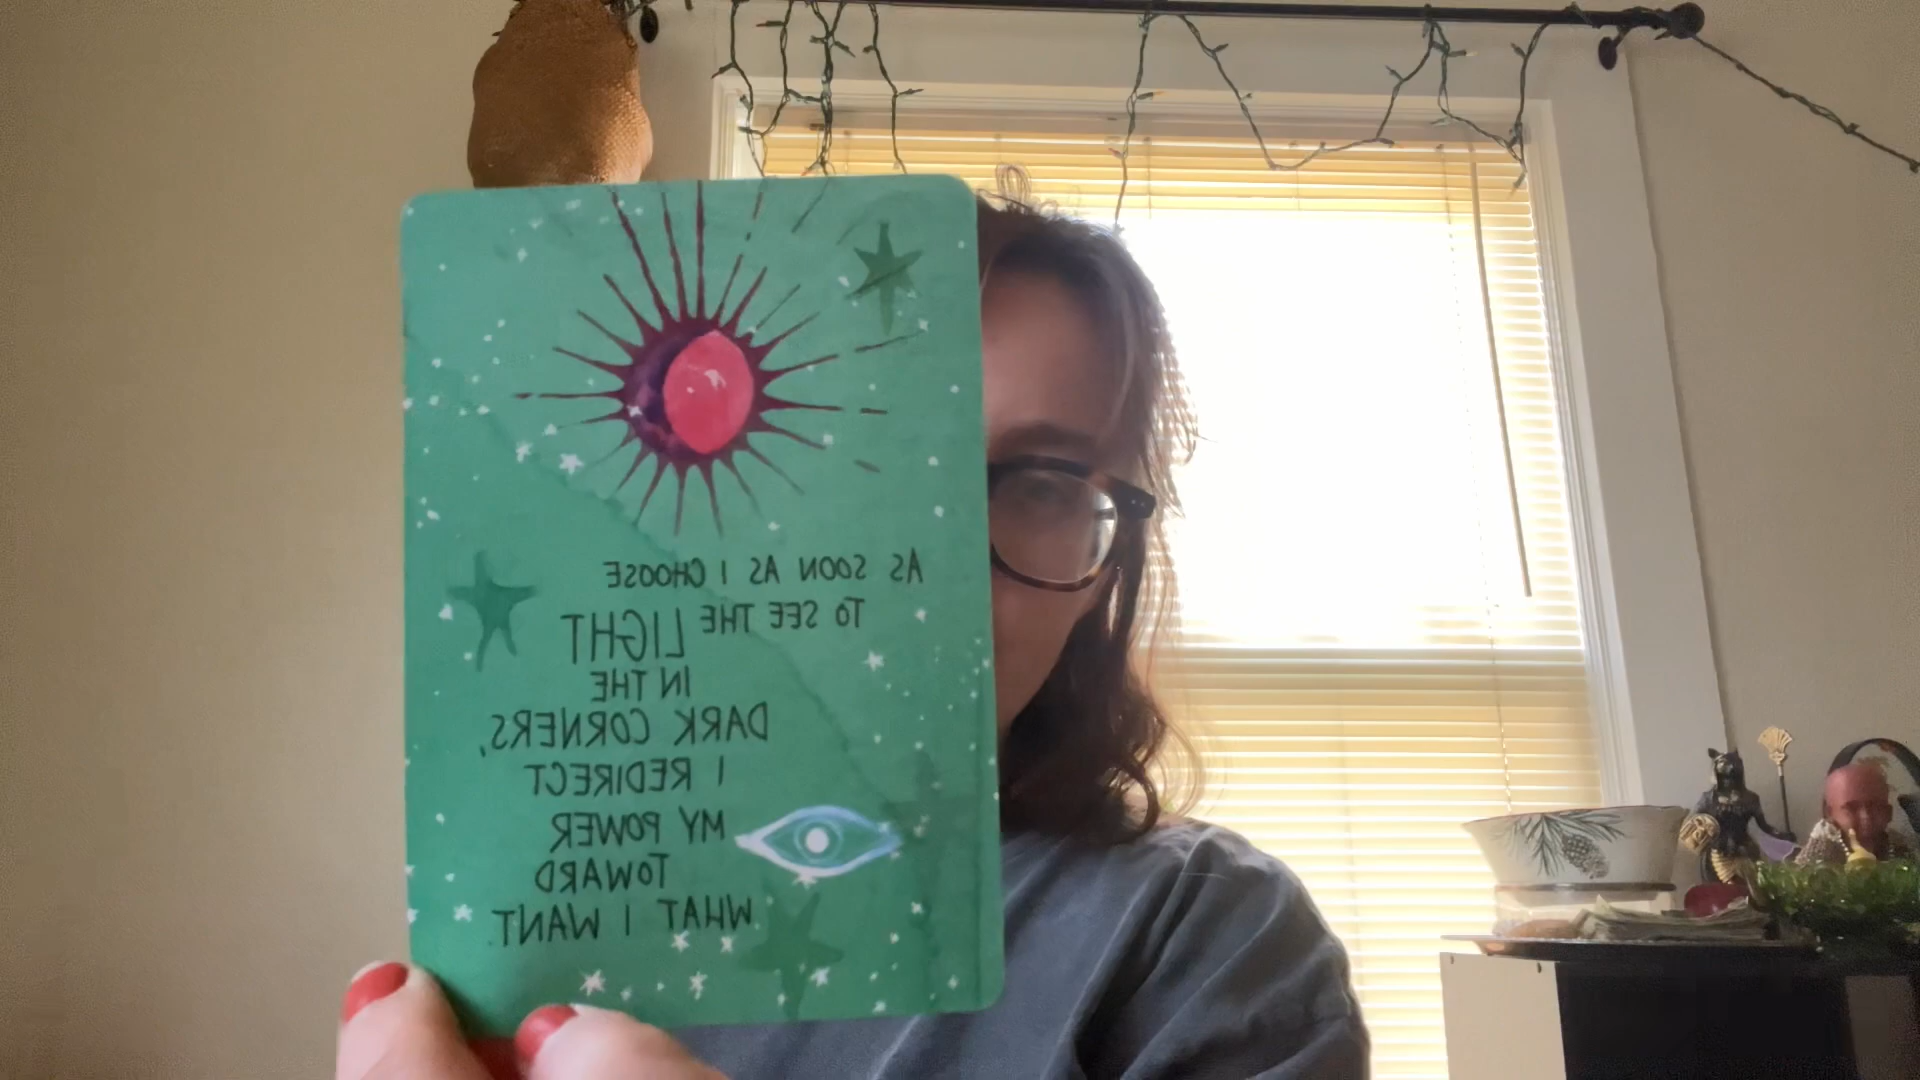 AS SOON AS I CHOOSE
TO SEE THE LIGHT
IN THE
DARK CORNERS,
I REDIRECT
MY POWER
TOWARD
WHAT I WANT.